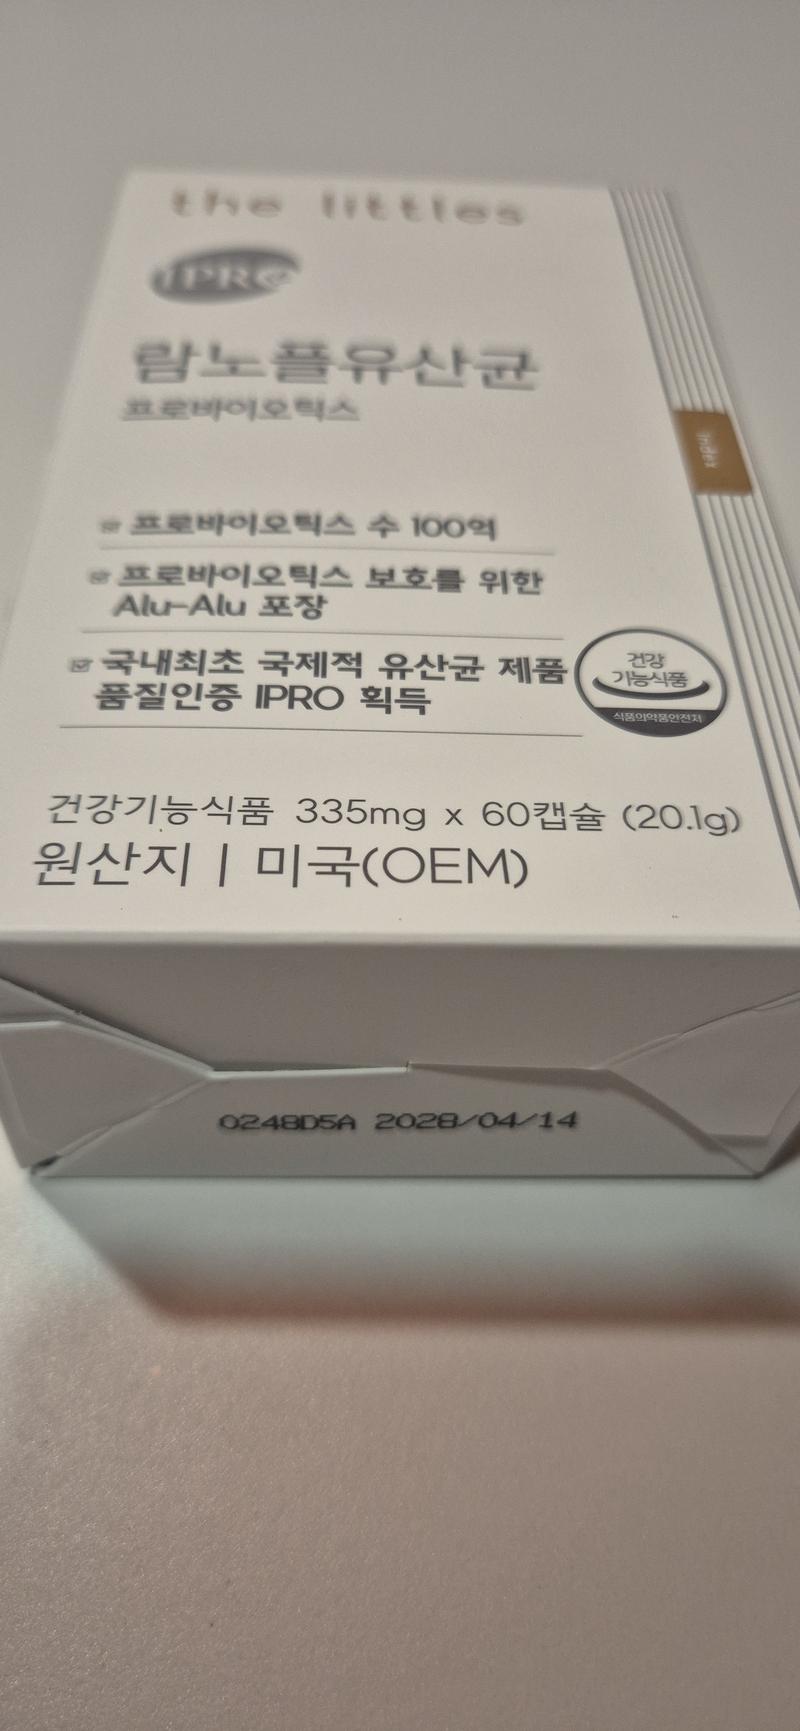 the littles
IPRO
람노플유산균
프로바이오틱스
index
프로바이오틱스 수 100억
프로바이오틱스 보호를 위한
Alu-Alu 포장
국내최초 국제적 유산균 제품
품질인증 IPRO 획득
건강
기능식품
식품의약품안전처
건강기능식품 335mg x 60캡슐 (20.1g)
원산지 | 미국(OEM)
0248D5A 2028/04/14